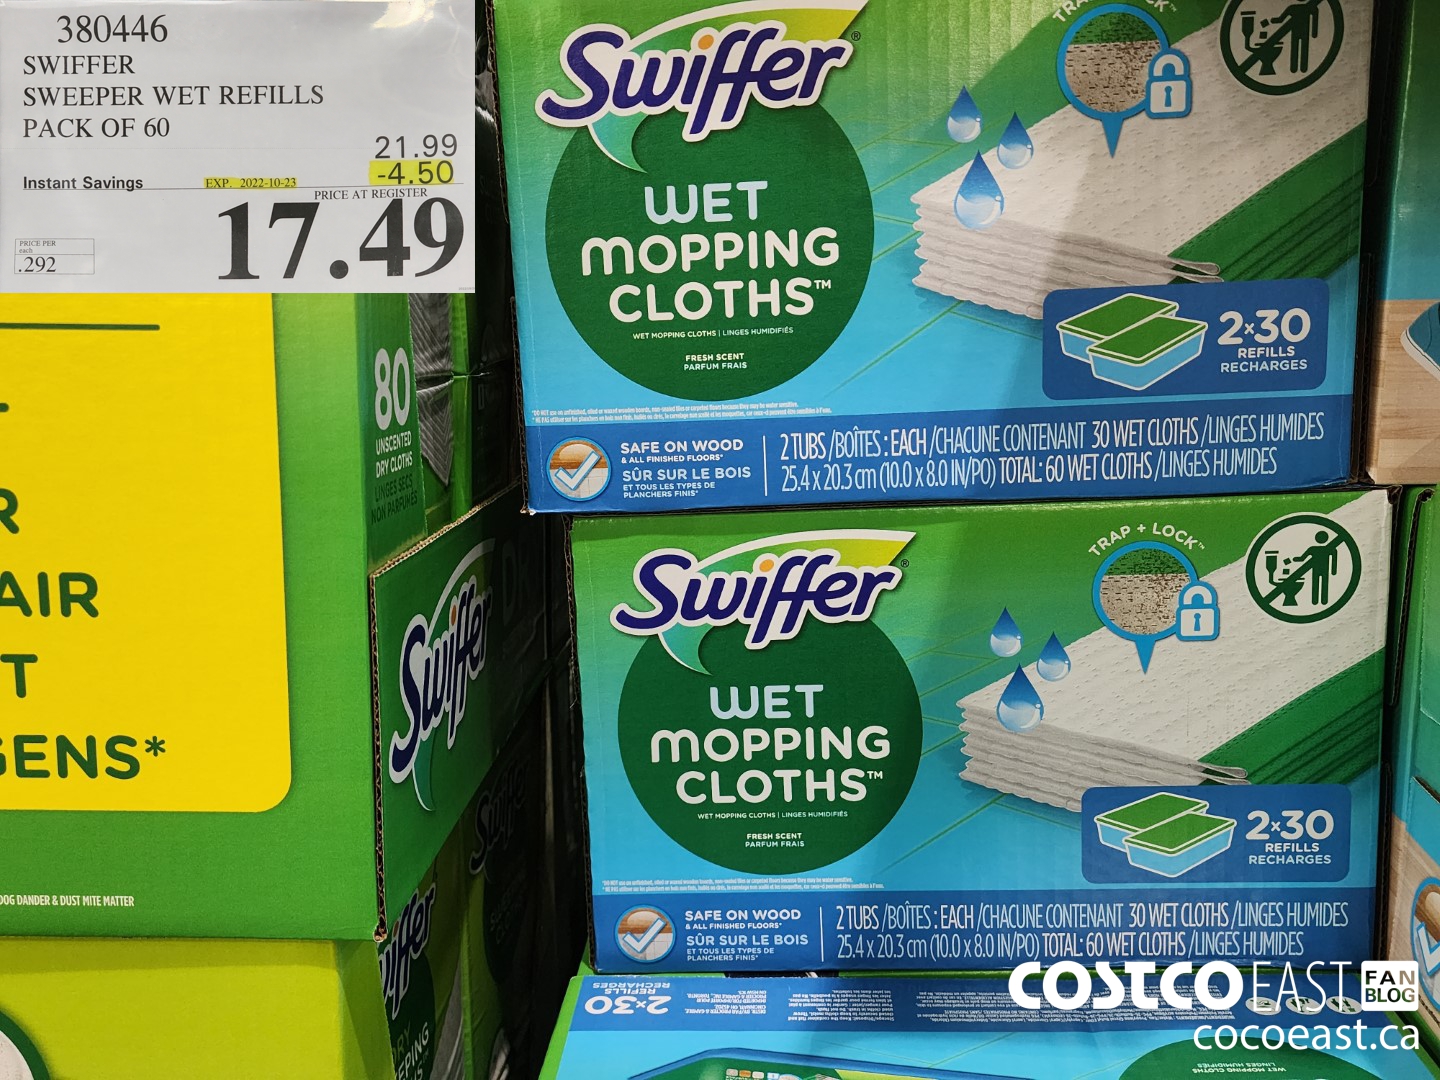 380446
SWIFFER
SWEEPER WET REFILLS
PACK OF 60
21.99
-4.50
Instant Savings
EXP. 2022-10-23
PRICE AT REGISTER
17.49
PRICE PER
each
.292
80
UNSCENTED
DRY CLOTHS
LINGES SECS
NON PARFUMÉS
AIR
GENS*
DOG DANDER & DUST MITE MATTER
Swiffer
Swiffer®
WET
MOPPING
CLOTHS™
WET MOPPING CLOTHS | LINGES HUMIDIFIÉS
FRESH SCENT
PARFUM FRAIS
2x30
REFILLS
RECHARGES
SAFE ON WOOD
& ALL FINISHED FLOORS*
SÛR SUR LE BOIS
ET TOUS LES TYPES DE
PLANCHERS FINIS*
2 TUBS /BOÎTES : EACH /CHACUNE CONTENANT 30 WET CLOTHS /LINGES HUMIDES
25.4 x 20.3 cm (10.0 x 8.0 IN/PO) TOTAL: 60 WET CLOTHS /LINGES HUMIDES
Swiffer®
TRAP + LOCK™
WET
MOPPING
CLOTHS™
WET MOPPING CLOTHS | LINGES HUMIDIFIÉS
FRESH SCENT
PARFUM FRAIS
2x30
REFILLS
RECHARGES
SAFE ON WOOD
& ALL FINISHED FLOORS*
SÛR SUR LE BOIS
ET TOUS LES TYPES DE
PLANCHERS FINIS*
2 TUBS /BOÎTES : EACH /CHACUNE CONTENANT 30 WET CLOTHS /LINGES HUMIDES
25.4 x 20.3 cm (10.0 x 8.0 IN/PO) TOTAL: 60 WET CLOTHS /LINGES HUMIDES
2x30
REFILLS
RECHARGES
COSTCO EAST FAN BLOG
cocoeast.ca